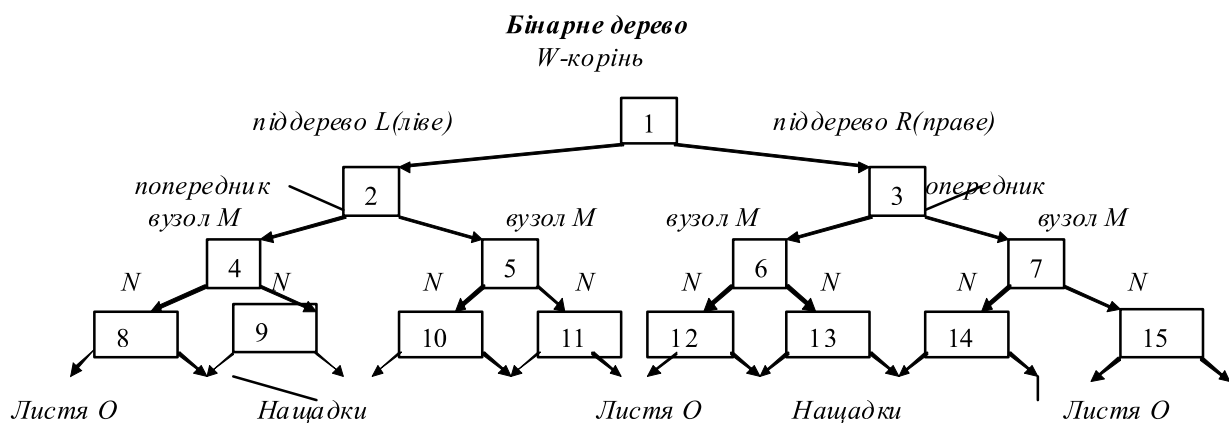 Бінарне дерево
W-корінь
піддерево L(ліве) 1 піддерево R(праве)
попередник 2 3 опередник
вузол M вузол M вузол M вузол M
4 5 6 7
N N N N N N N N
8 9 10 11 12 13 14 15
Листя O Нащадки Листя O Нащадки Листя O